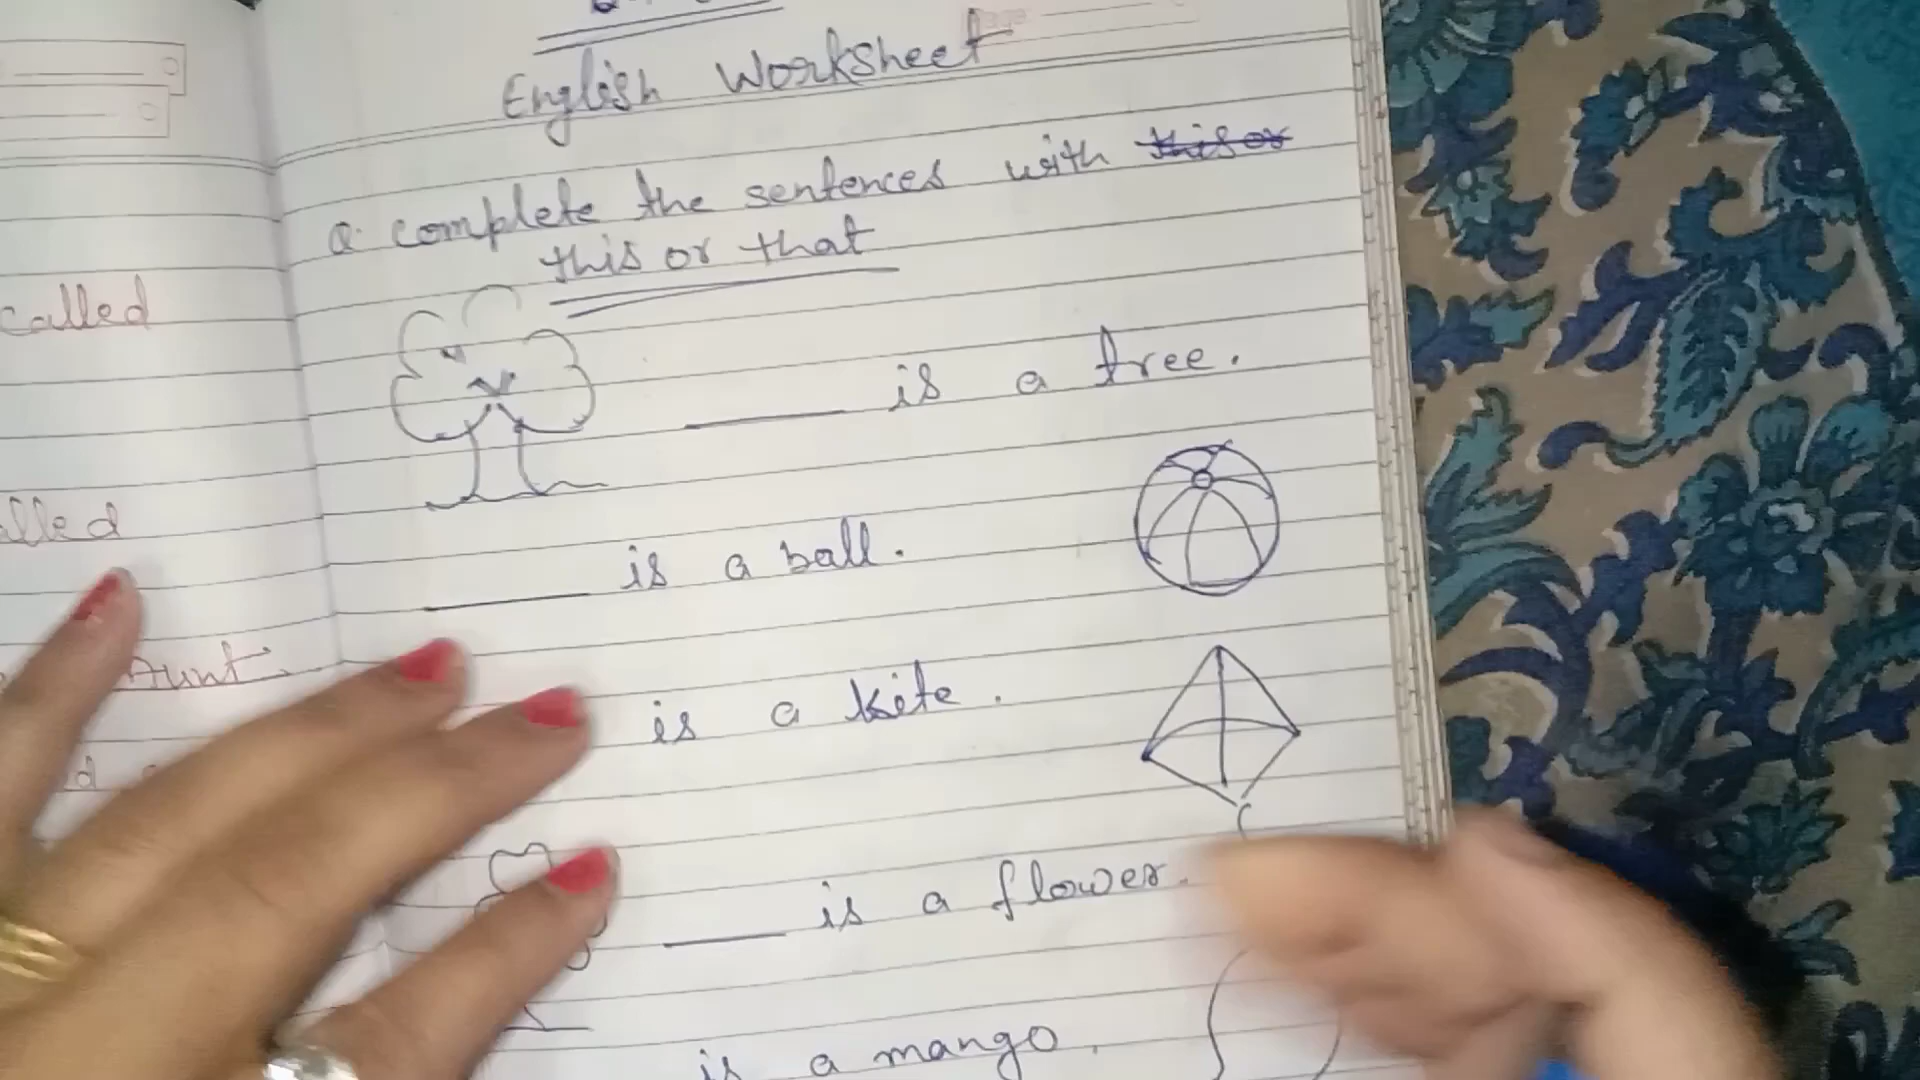 English Worksheet
Q. complete the sentences with this or
this or that
is a tree.
is a ball.
is a kite.
is a flower.
is a mango.
called
Aunt